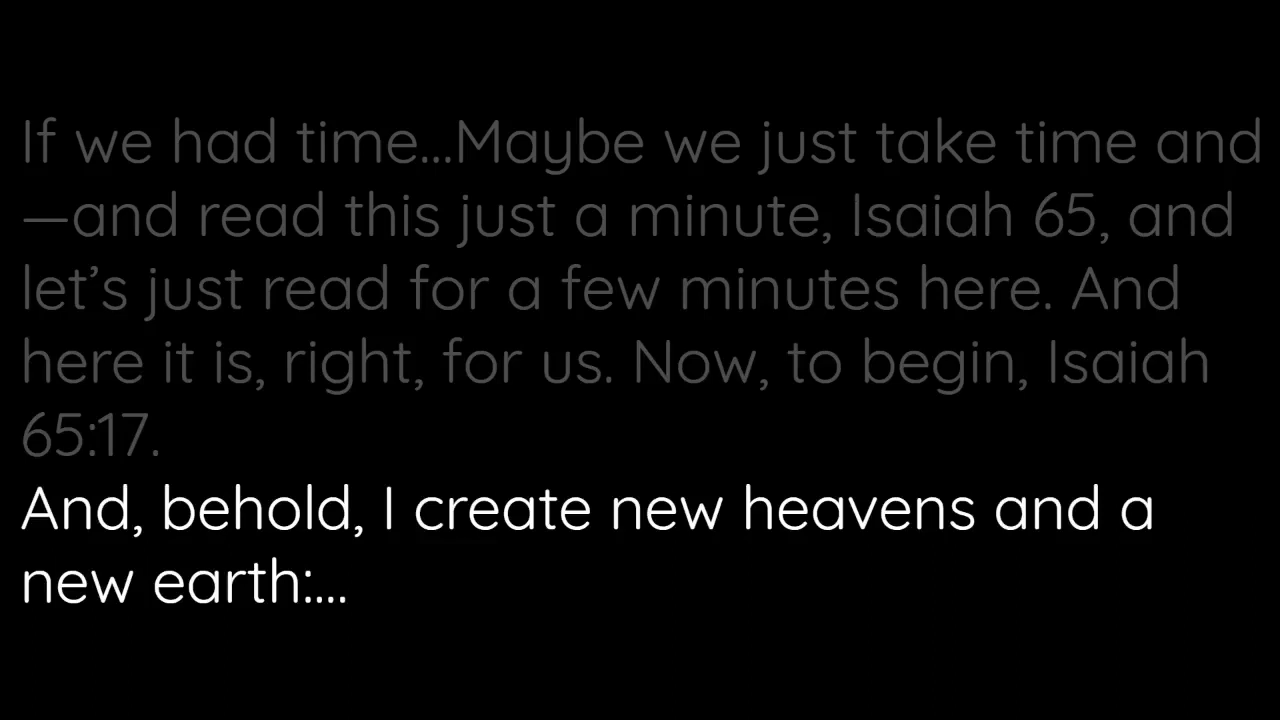 If we had time...Maybe we just take time and
—and read this just a minute, Isaiah 65, and
let’s just read for a few minutes here. And
here it is, right, for us. Now, to begin, Isaiah
65:17.
And, behold, I create new heavens and a
new earth:...